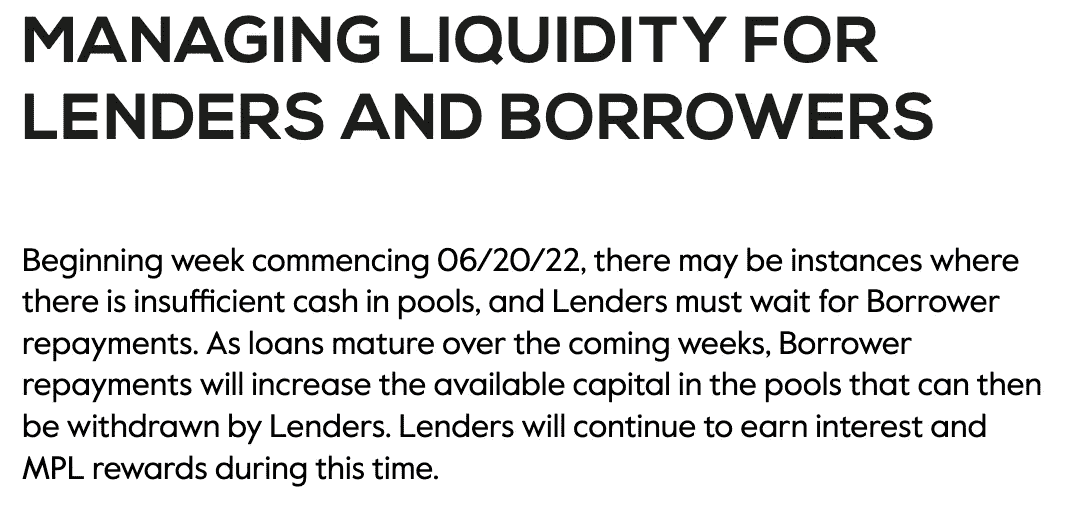 MANAGING LIQUIDITY FOR
LENDERS AND BORROWERS
Beginning week commencing 06/20/22, there may be instances where
there is insufficient cash in pools, and Lenders must wait for Borrower
repayments. As loans mature over the coming weeks, Borrower
repayments will increase the available capital in the pools that can then
be withdrawn by Lenders. Lenders will continue to earn interest and
MPL rewards during this time.